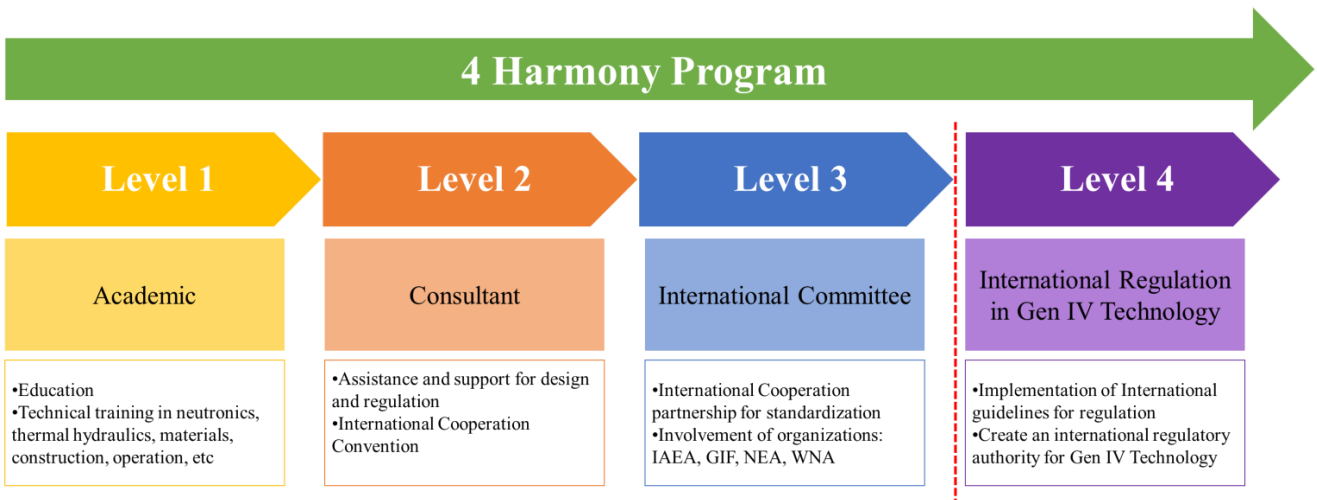 4 Harmony Program
Level 1
Level 2
Level 3
Level 4
Academic
Consultant
International Committee
International Regulation
in Gen IV Technology
•Education
•Technical training in neutronics,
thermal hydraulics, materials,
construction, operation, etc
•Assistance and support for design
and regulation
•International Cooperation
Convention
•International Cooperation
partnership for standardization
•Involvement of organizations:
IAEA, GIF, NEA, WNA
•Implementation of International
guidelines for regulation
•Create an international regulatory
authority for Gen IV Technology